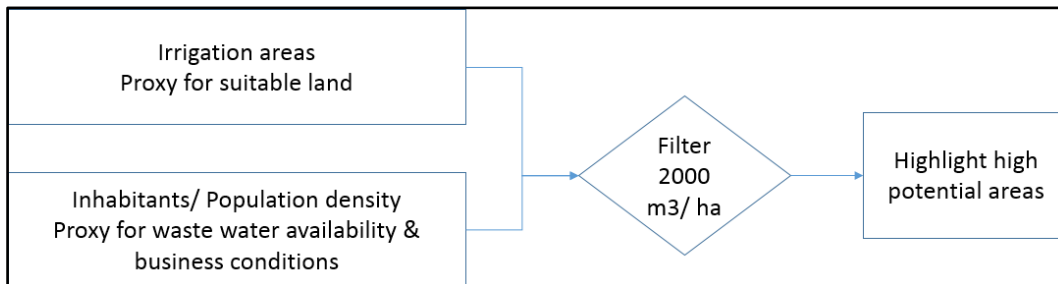 Irrigation areas
Proxy for suitable land
Inhabitants/ Population density
Proxy for waste water availability &
business conditions
Filter
2000
m3/ ha
Highlight high
potential areas